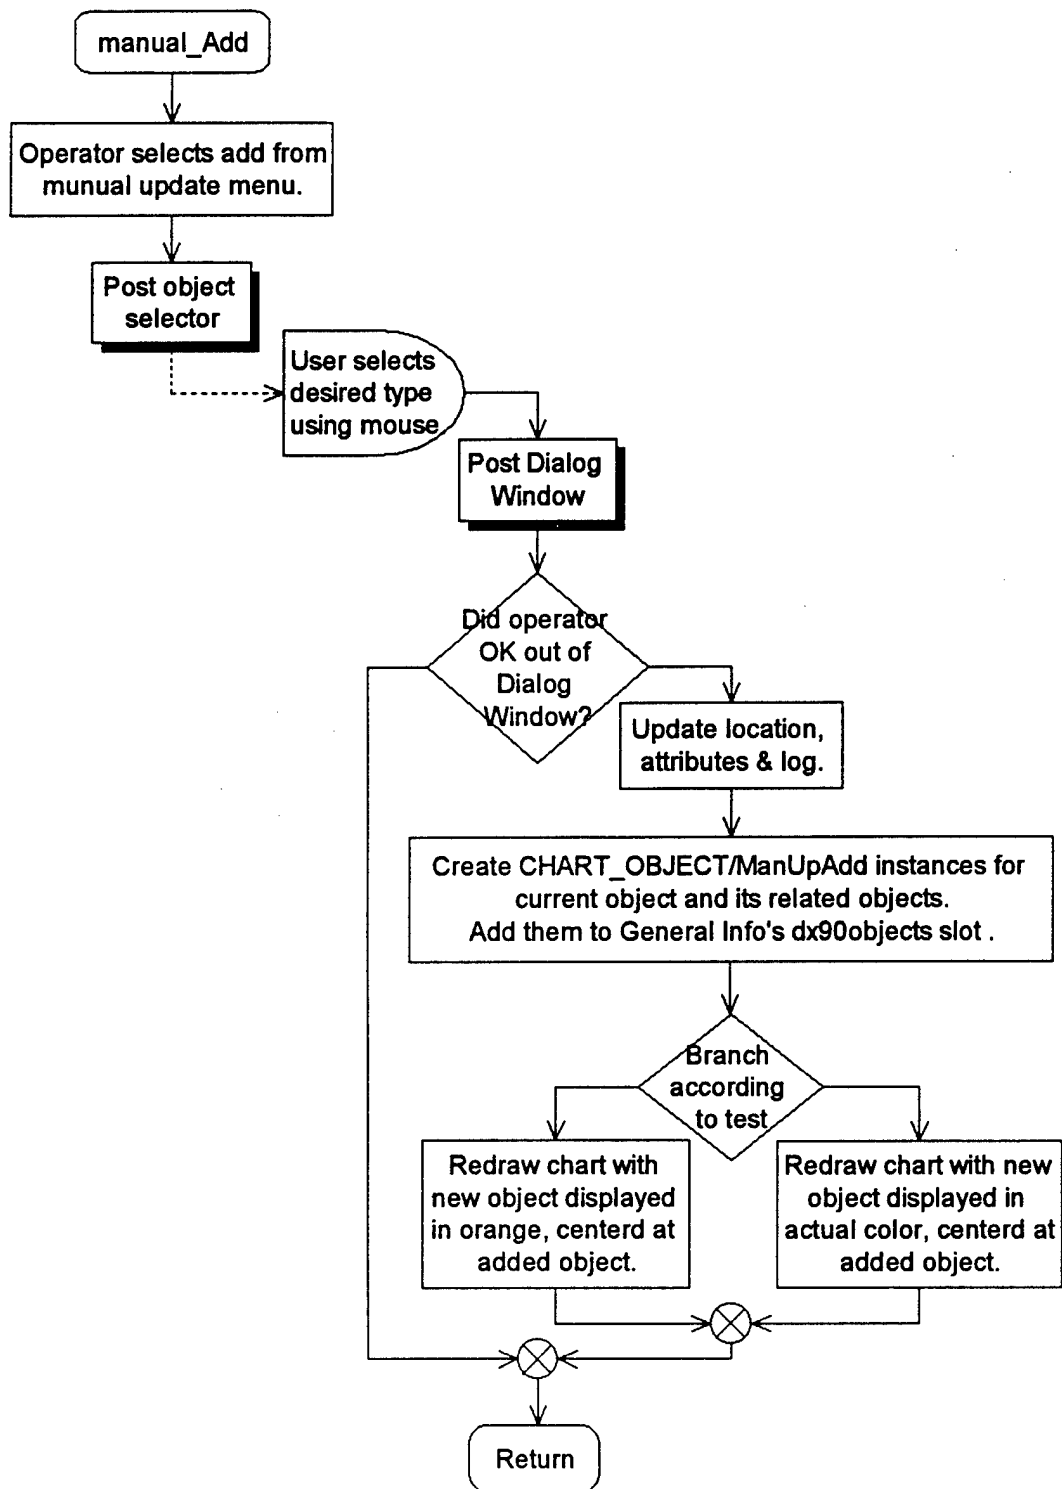 manual_Add
Operator selects add from
munual update menu.
Post object
selector
User selects
desired type
using mouse
Post Dialog
Window
Did operator
OK out of
Dialog
Window?
Update location,
attributes & log.
Create CHART_OBJECT/ManUpAdd instances for
current object and its related objects.
Add them to General Info's dx90objects slot .
Branch
according
to test
Redraw chart with
new object displayed
in orange, centerd at
added object.
Redraw chart with new
object displayed in
actual color, centerd at
added object.
Return